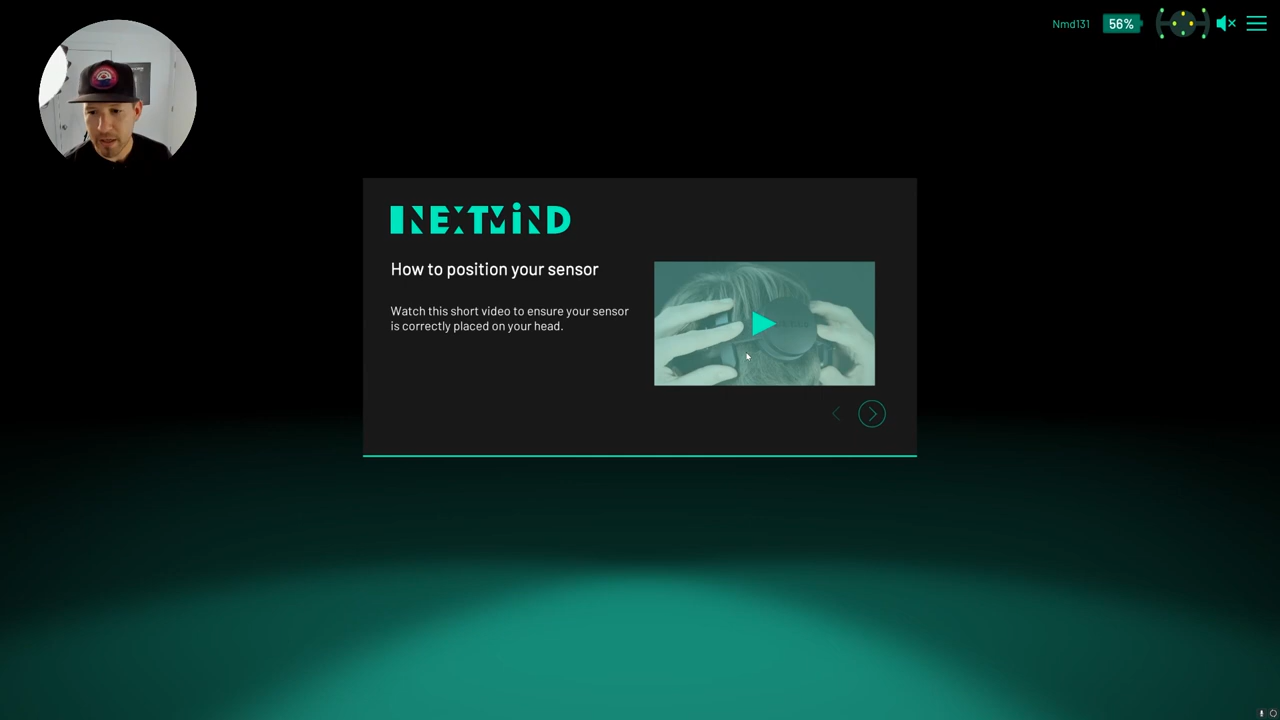 Nmd131
56%
NEXTMiND
How to position your sensor
Watch this short video to ensure your sensor
is correctly placed on your head.